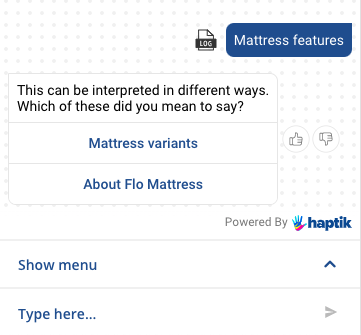 LOG
Mattress features
This can be interpreted in different ways.
Which of these did you mean to say?
Mattress variants
About Flo Mattress
Powered By haptik
Show menu
Type here...